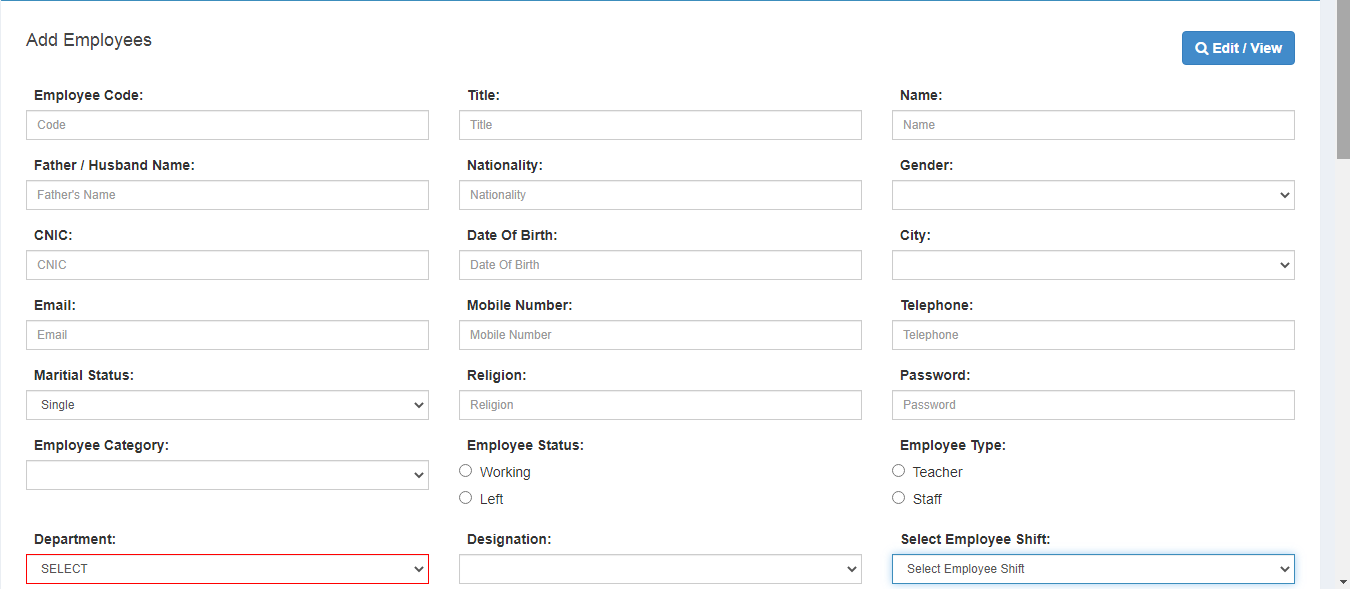 Add Employees
Edit / View
Employee Code: Title: Name:
Code Title Name
Father / Husband Name: Nationality: Gender:
Father's Name Nationality
CNIC: Date Of Birth: City:
CNIC Date Of Birth
Email: Mobile Number: Telephone:
Email Mobile Number Telephone
Maritial Status: Religion: Password:
Single Religion Password
Employee Category: Employee Status: Employee Type:
Working Teacher
Left Staff
Department: Designation: Select Employee Shift:
SELECT Select Employee Shift